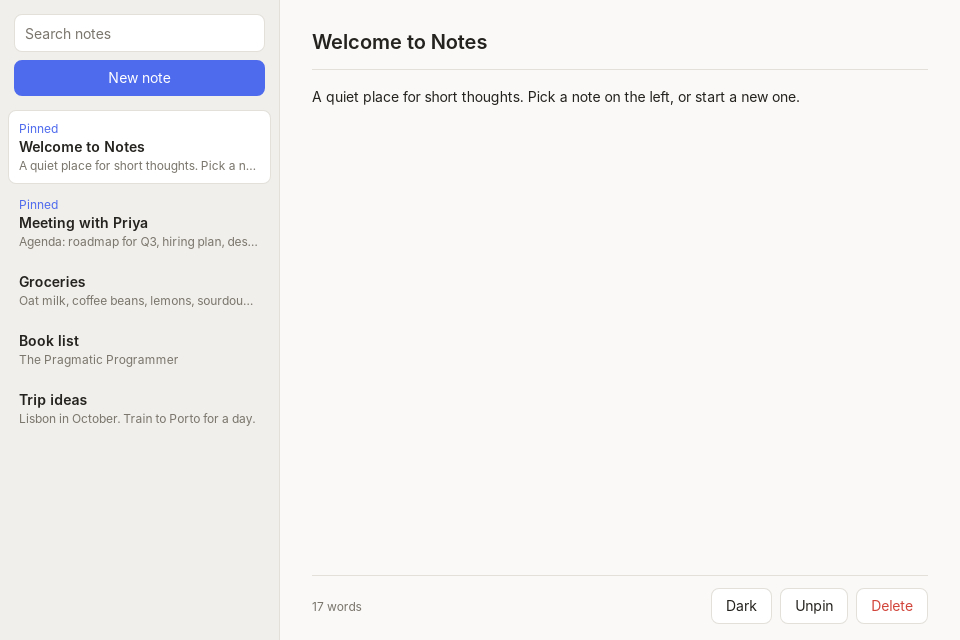 Search notes
New note
Pinned
Welcome to Notes
A quiet place for short thoughts. Pick a n...
Pinned
Meeting with Priya
Agenda: roadmap for Q3, hiring plan, des...
Groceries
Oat milk, coffee beans, lemons, sourdou...
Book list
The Pragmatic Programmer
Trip ideas
Lisbon in October. Train to Porto for a day.
Welcome to Notes
A quiet place for short thoughts. Pick a note on the left, or start a new one.
17 words
Dark
Unpin
Delete